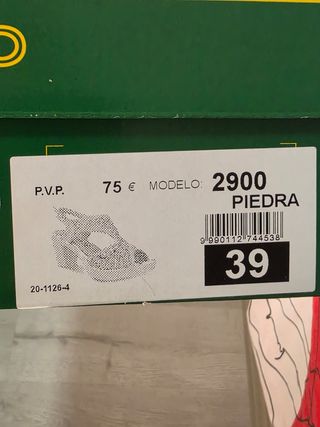 P.V.P. 75 € MODELO: 2900
PIEDRA
9 990112 744538
39
20-1126-4